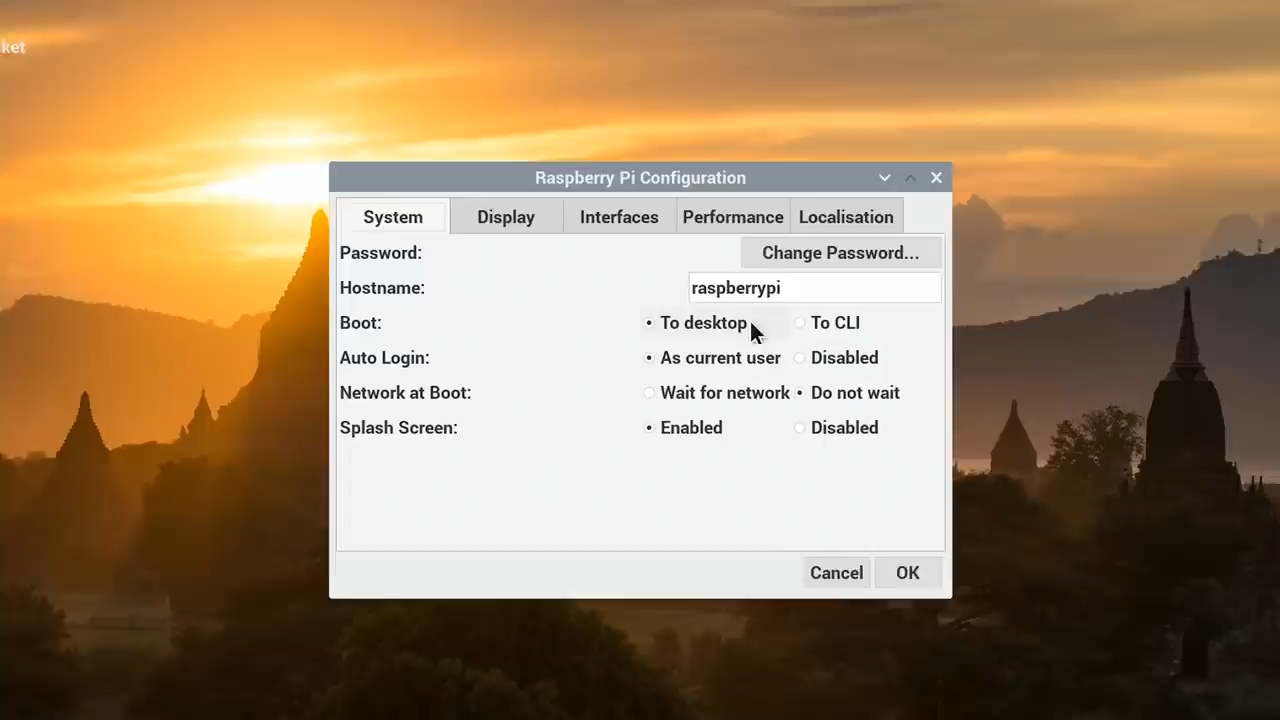 ket
Raspberry Pi Configuration
System Display Interfaces Performance Localisation
Password: Change Password...
Hostname: raspberrypi
Boot: To desktop To CLI
Auto Login: As current user Disabled
Network at Boot: Wait for network Do not wait
Splash Screen: Enabled Disabled
Cancel OK